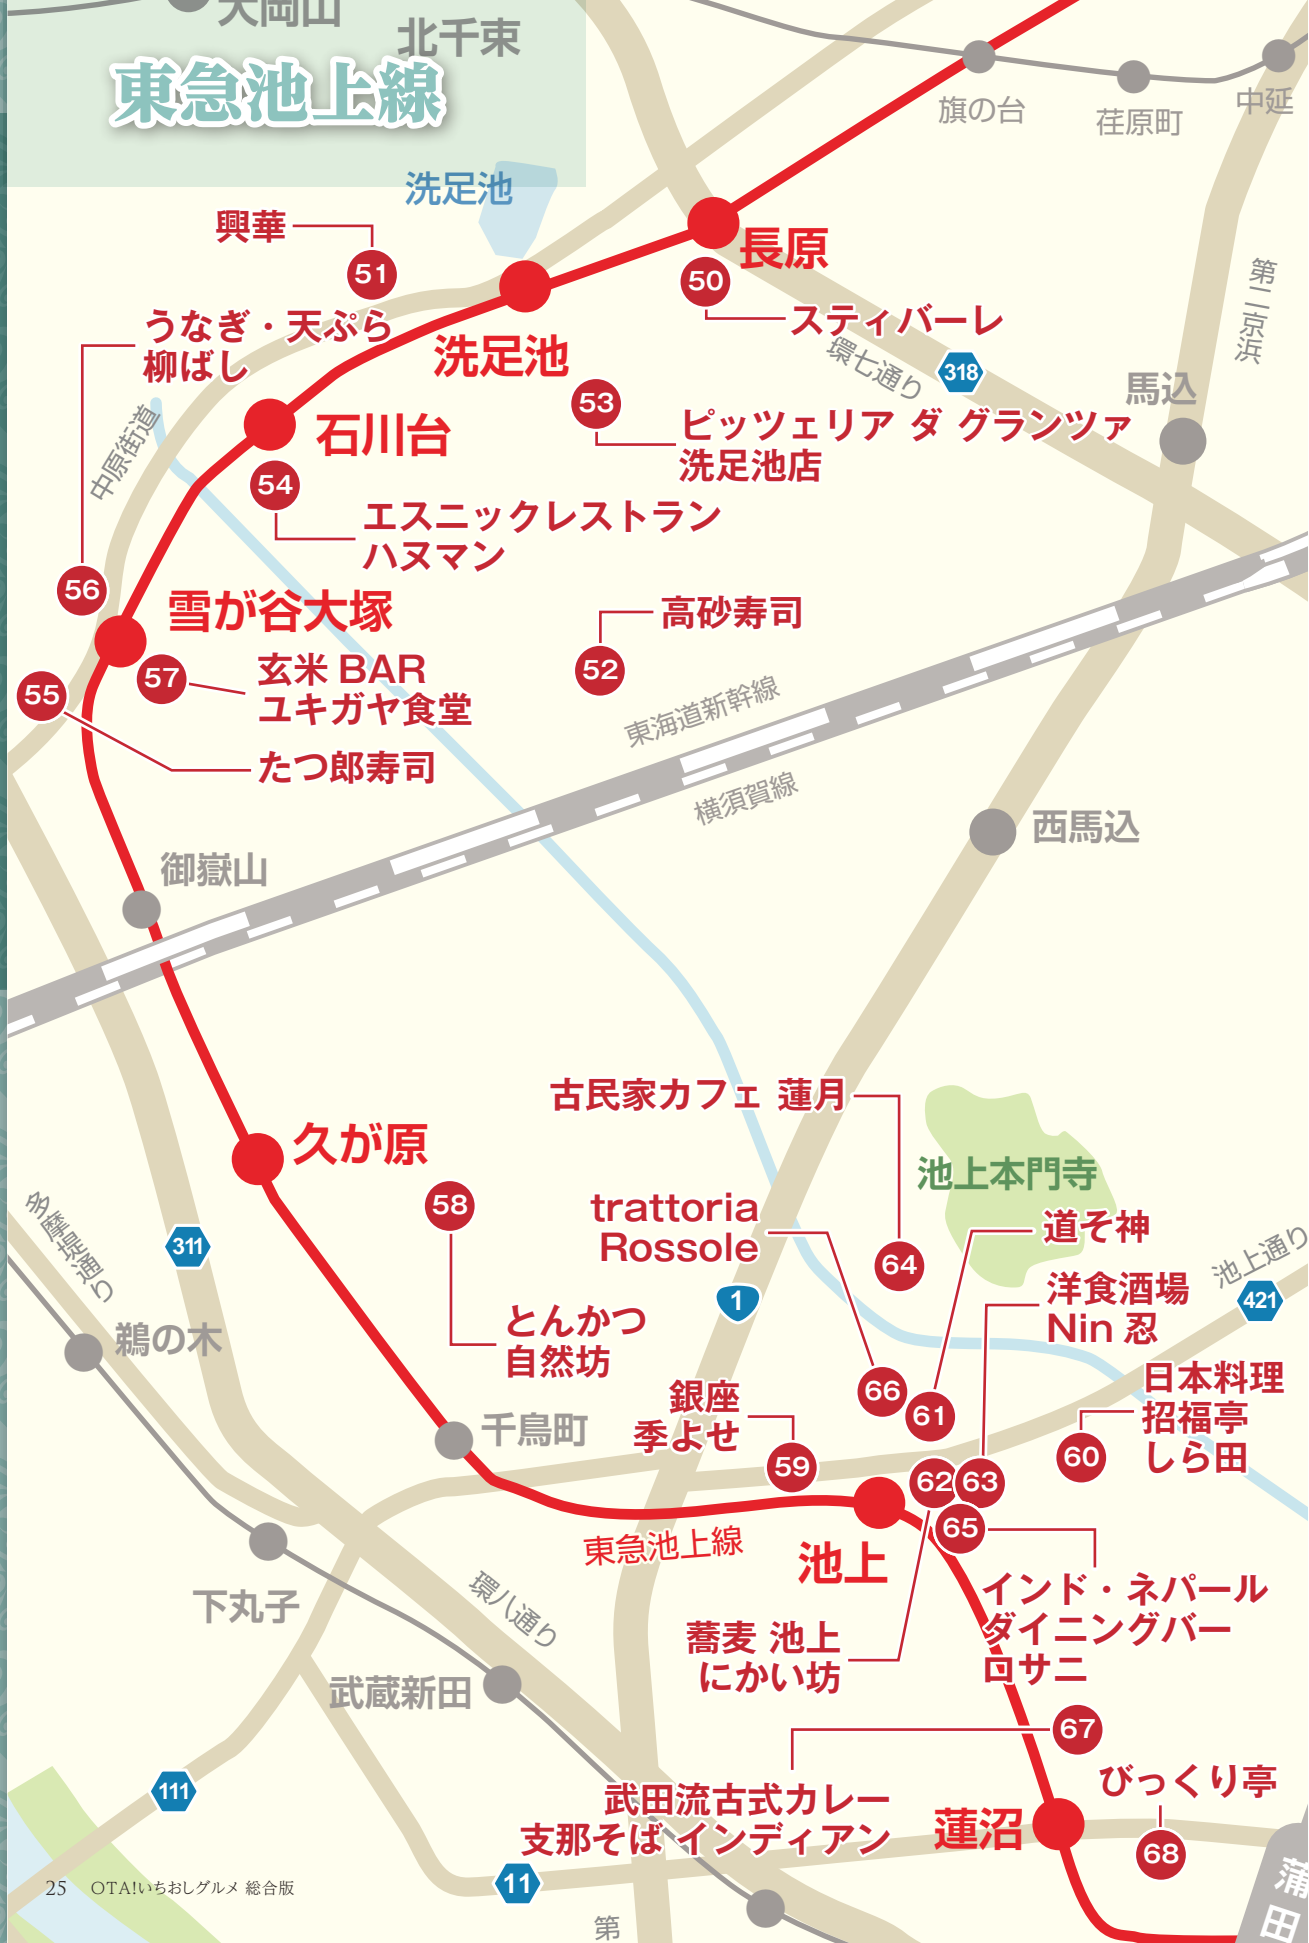 大岡山
北千束
東急池上線
旗の台
荏原町
中延
洗足池
興華
51
長原
50
スティバーレ
うなぎ・天ぷら
柳ばし
洗足池
環七通り
318
第二京浜
馬込
53
ピッツェリア ダ グランツァ
洗足池店
石川台
中原街道
54
エスニックレストラン
ハヌマン
56
雪が谷大塚
高砂寿司
52
57
玄米 BAR
ユキガヤ食堂
55
たつ郎寿司
東海道新幹線
横須賀線
西馬込
御嶽山
古民家カフェ 蓮月
久が原
池上本門寺
58
trattoria
Rossole
64
道そ神
多摩堤通り
311
池上通り
421
1
洋食酒場
Nin 忍
とんかつ
自然坊
鵜の木
日本料理
招福亭
しら田
銀座
季よせ
66
61
千鳥町
59
60
62
63
65
東急池上線
池上
下丸子
環八通り
インド・ネパール
ダイニングバー
ロサニ
蕎麦 池上
にかい坊
武蔵新田
67
111
武田流古式カレー
支那そば インディアン
びっくり亭
蓮沼
68
11
蒲田
第
25 OTA!いちおしグルメ 総合版